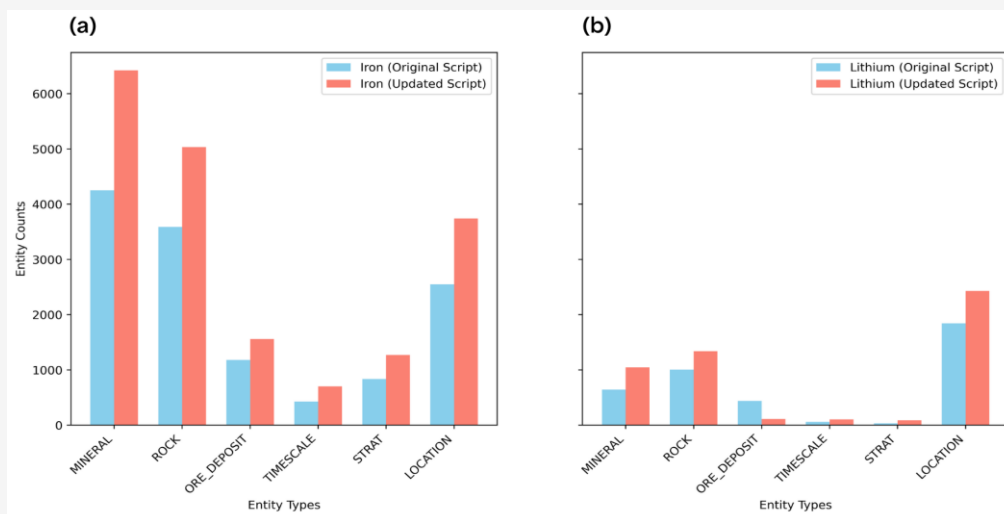 (a)
Iron (Original Script)
Iron (Updated Script)
Entity Counts
6000
5000
4000
3000
2000
1000
0
MINERAL
ROCK
ORE_DEPOSIT
TIMESCALE
STRAT
LOCATION
Entity Types
(b)
Lithium (Original Script)
Lithium (Updated Script)
MINERAL
ROCK
ORE_DEPOSIT
TIMESCALE
STRAT
LOCATION
Entity Types